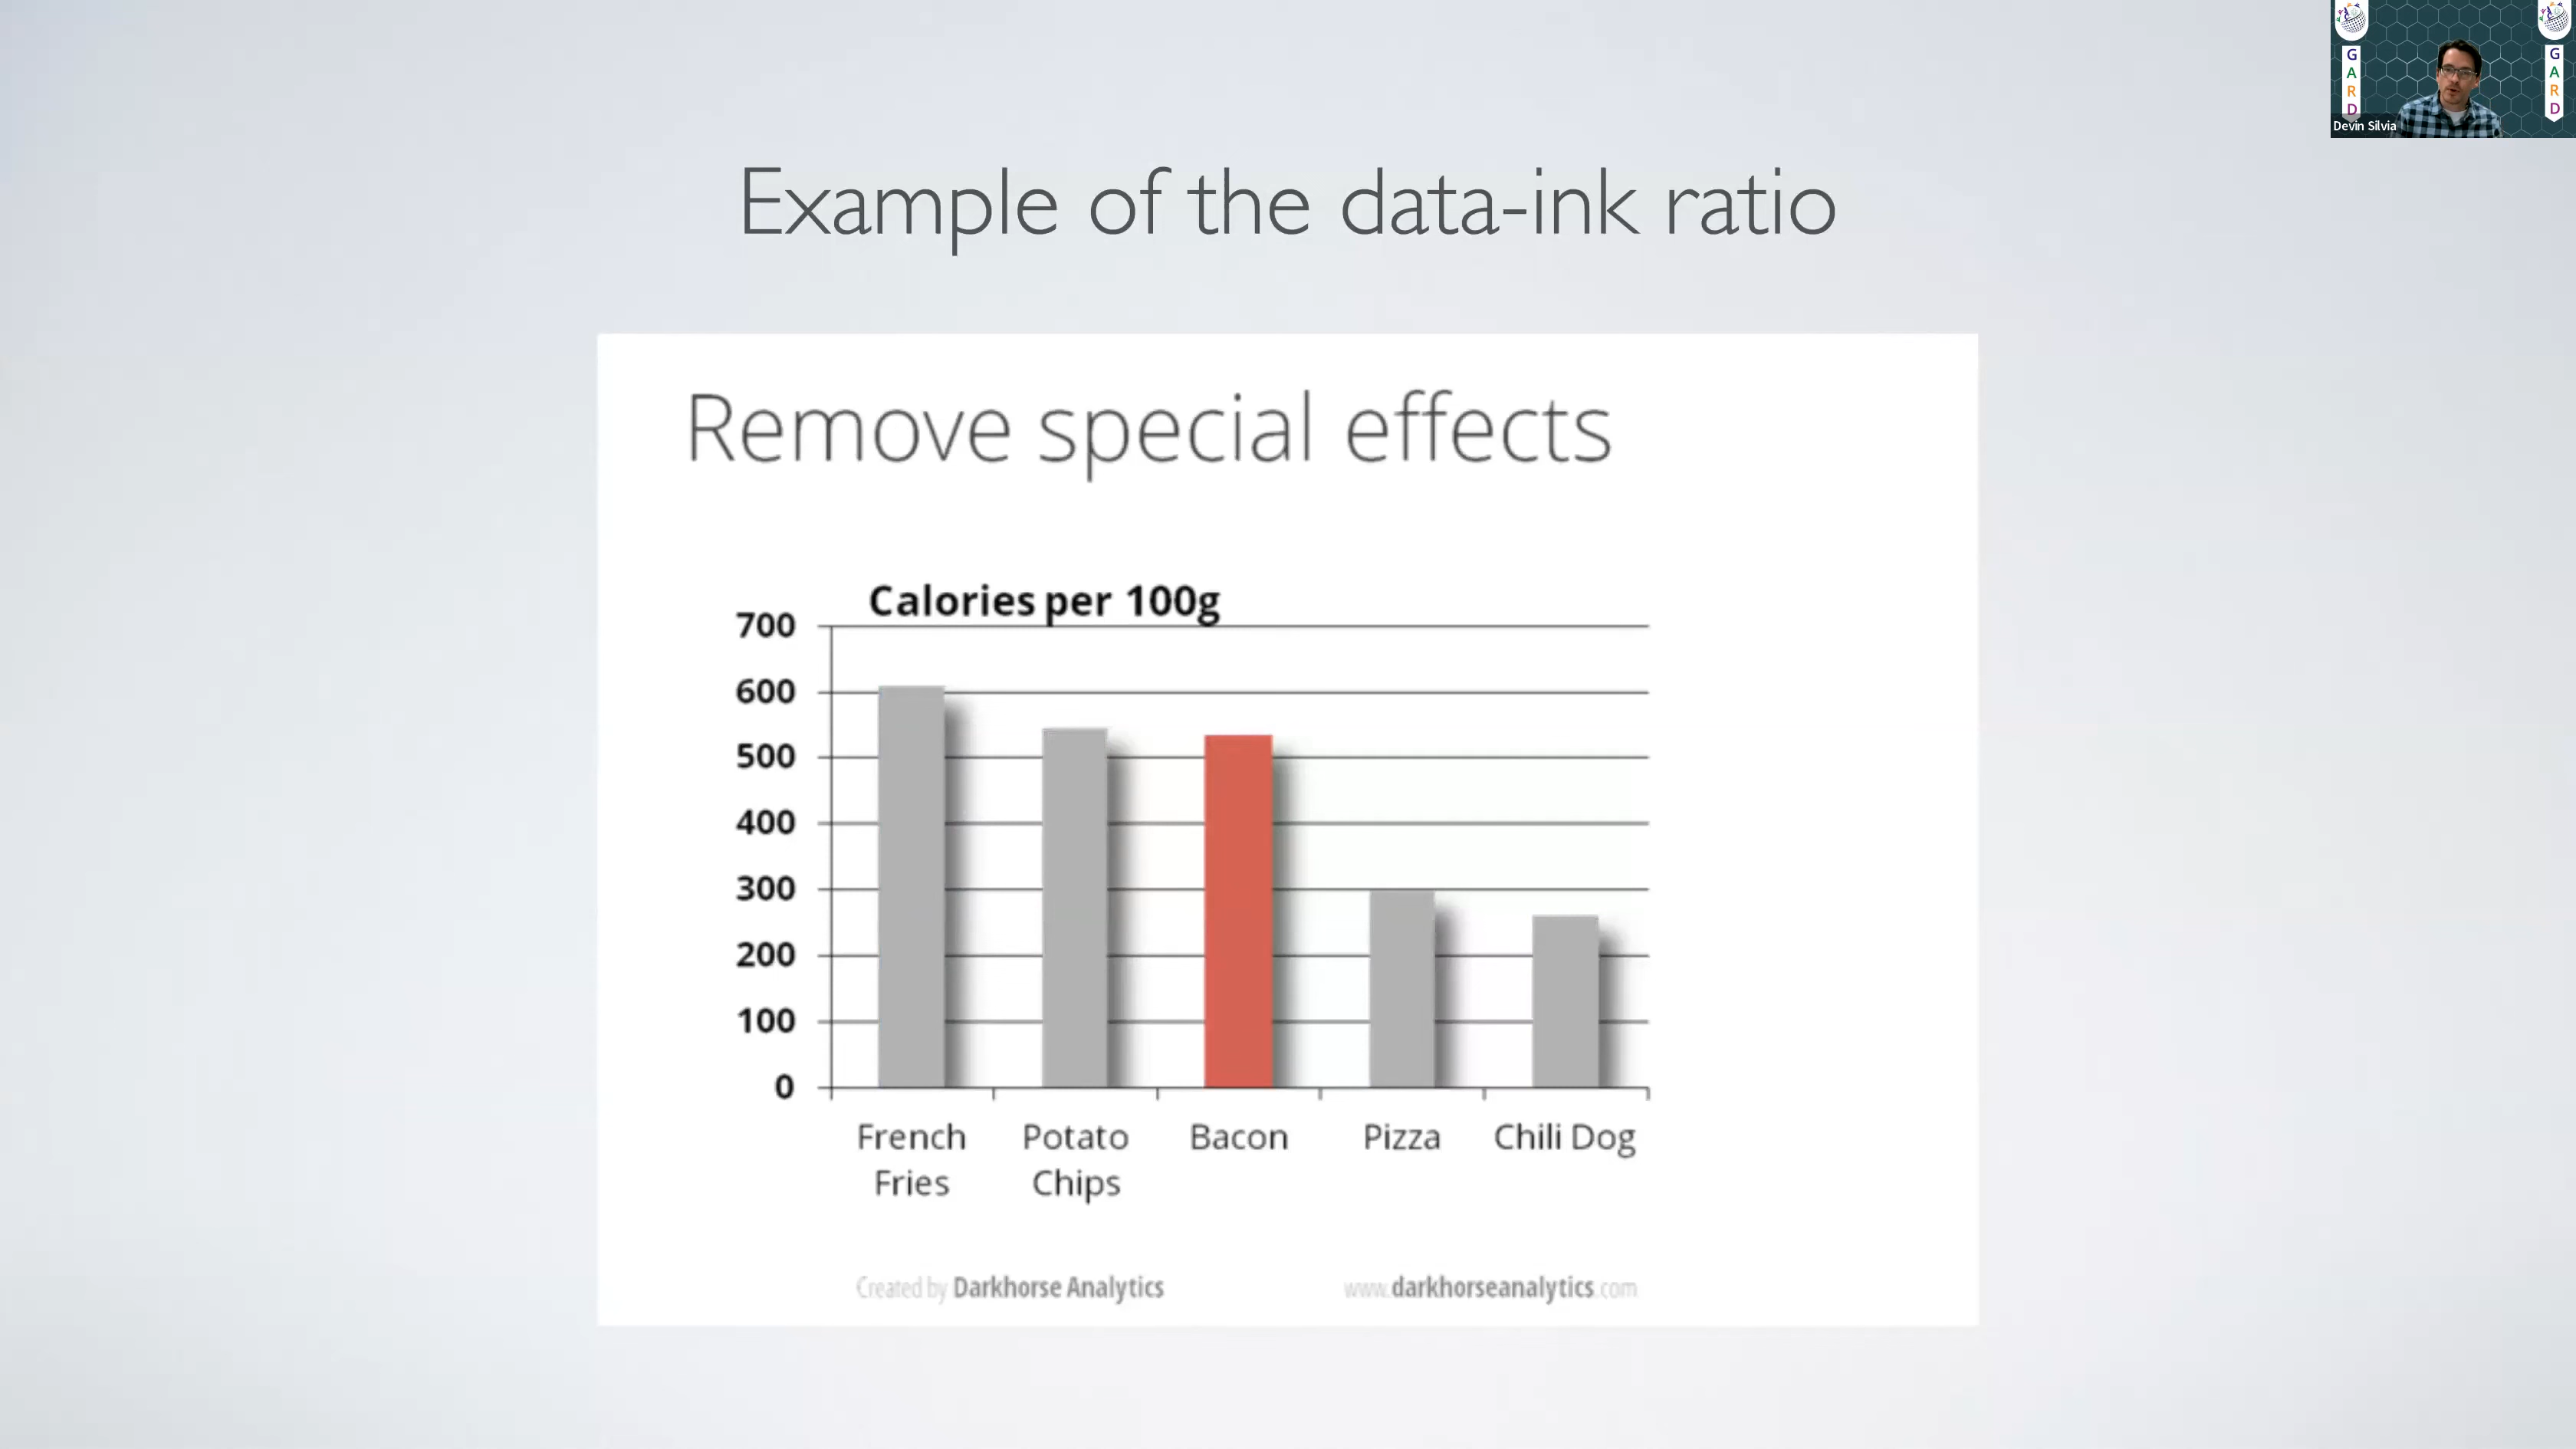 G
A
R
D
G
A
R
D
Devin Silvia
Example of the data-ink ratio
Remove special effects
Calories per 100g
700
600
500
400
300
200
100
0
French Fries
Potato Chips
Bacon
Pizza
Chili Dog
Created by Darkhorse Analytics
www.darkhorseanalytics.com